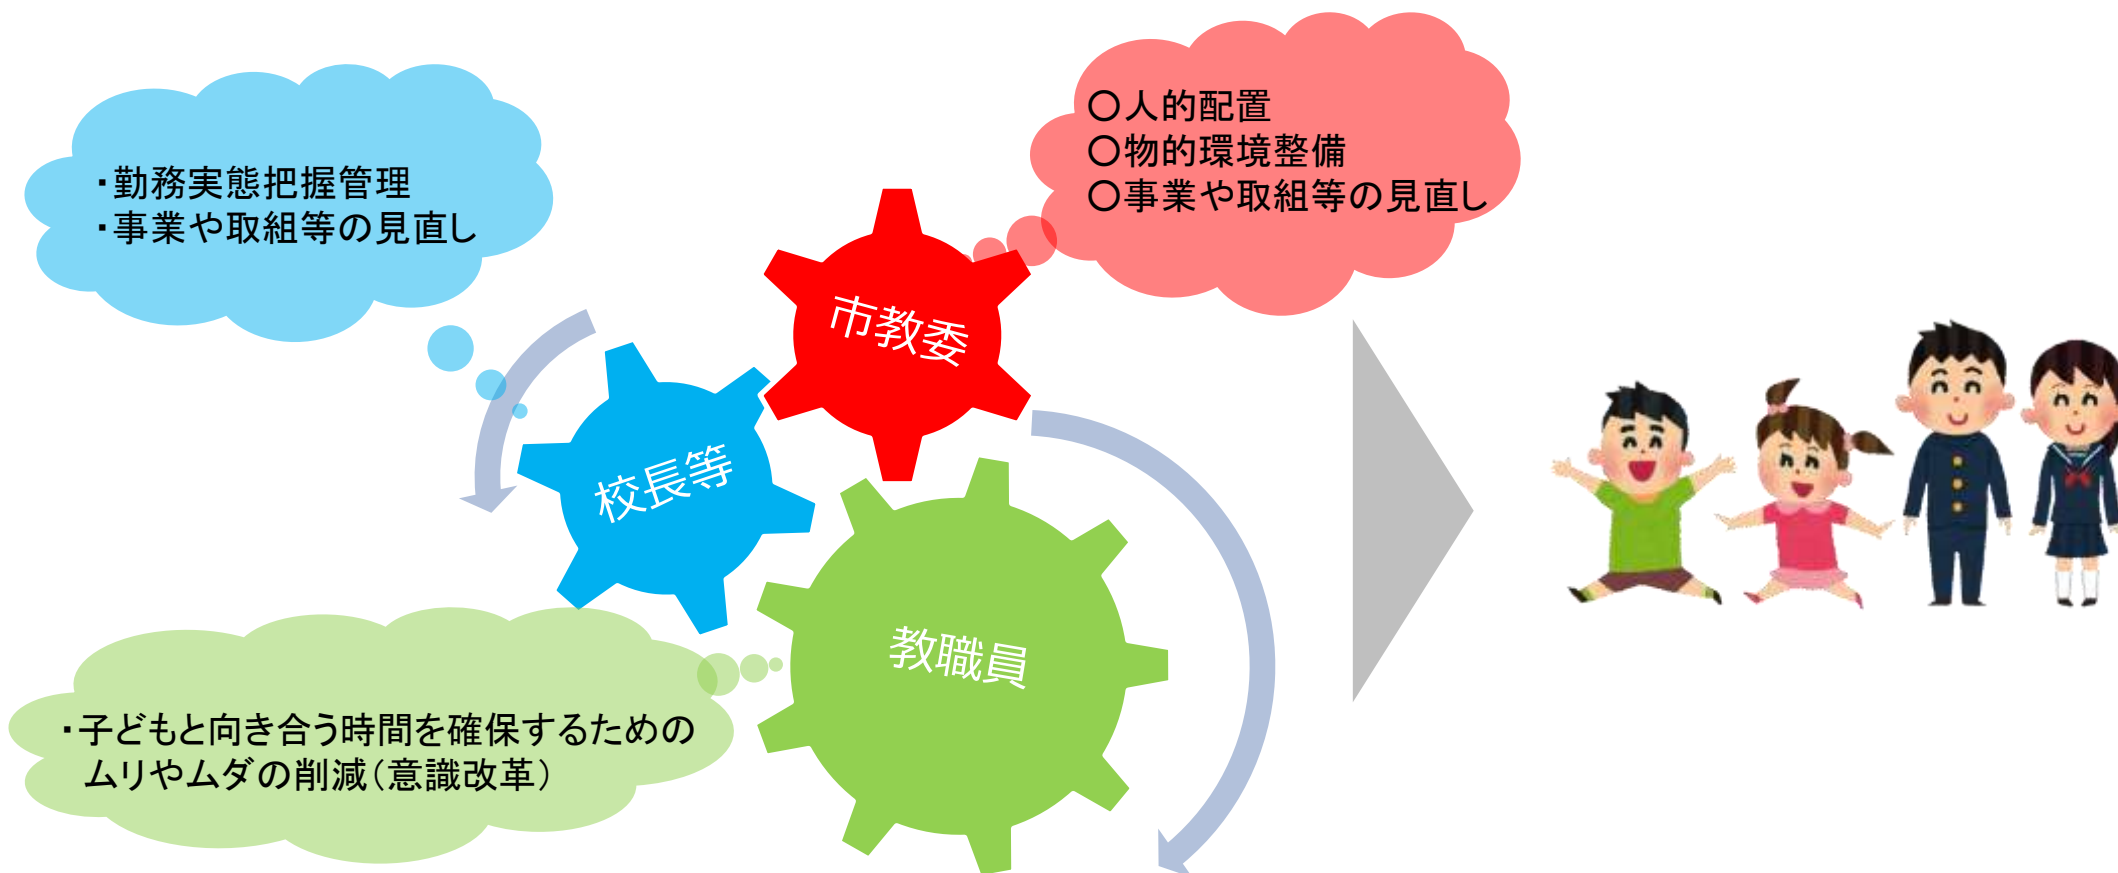 ・勤務実態把握管理
・事業や取組等の見直し
〇人的配置
〇物的環境整備
〇事業や取組等の見直し
市教委
校長等
教職員
・子どもと向き合う時間を確保するための
ムリやムダの削減（意識改革）